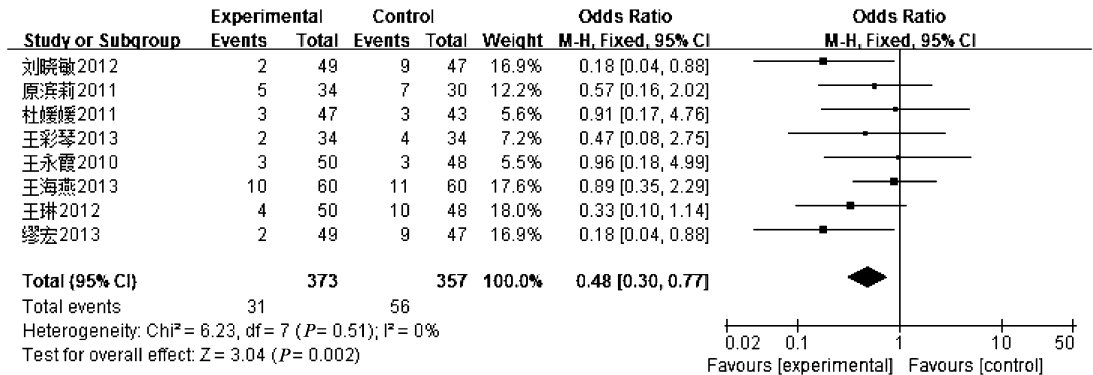 Experimental Control Odds Ratio Odds Ratio
Study or Subgroup Events Total Events Total Weight M-H, Fixed, 95% CI M-H, Fixed, 95% CI
刘晓敏2012 2 49 9 47 16.9% 0.18 [0.04, 0.88]
原滨莉2011 5 34 7 30 12.2% 0.57 [0.16, 2.02]
杜媛媛2011 3 47 3 43 5.6% 0.91 [0.17, 4.76]
王彩琴2013 2 34 4 34 7.2% 0.47 [0.08, 2.75]
王永霞2010 3 50 3 48 5.5% 0.96 [0.18, 4.99]
王海燕2013 10 60 11 60 17.6% 0.89 [0.35, 2.29]
王琳2012 4 50 10 48 18.0% 0.33 [0.10, 1.14]
缪宏2013 2 49 9 47 16.9% 0.18 [0.04, 0.88]
Total (95% CI) 373 357 100.0% 0.48 [0.30, 0.77]
Total events 31 56
Heterogeneity: Chi² = 6.23, df = 7 (P = 0.51); I² = 0%
Test for overall effect: Z = 3.04 (P = 0.002)
0.02 0.1 1 10 50
Favours [experimental] Favours [control]